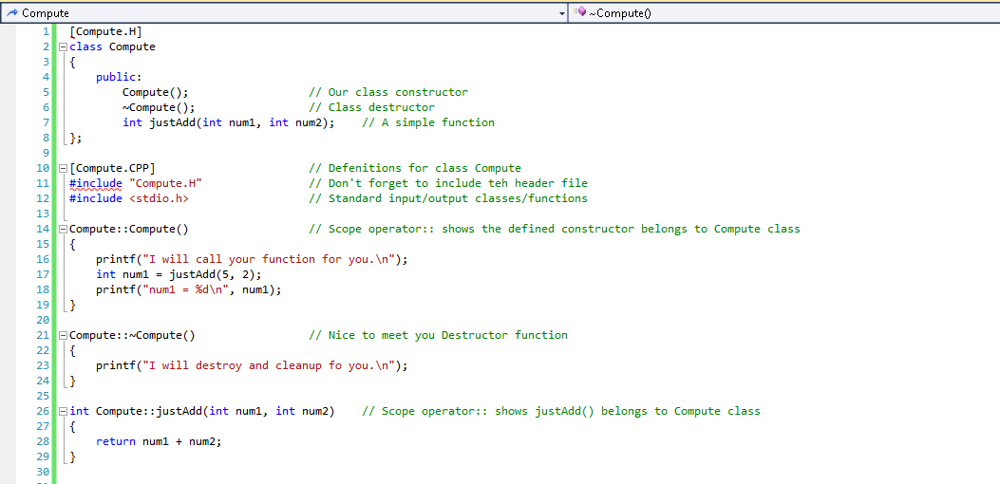 Compute ~Compute()
1 [Compute.H]
2 class Compute
3 {
4 public:
5 Compute(); // Our class constructor
6 ~Compute(); // Class destructor
7 int justAdd(int num1, int num2); // A simple function
8 };
9
10 [Compute.CPP] // Defenitions for class Compute
11 #include "Compute.H" // Don't forget to include teh header file
12 #include <stdio.h> // Standard input/output classes/functions
13
14 Compute::Compute() // Scope operator:: shows the defined constructor belongs to Compute class
15 {
16 printf("I will call your function for you.\n");
17 int num1 = justAdd(5, 2);
18 printf("num1 = %d\n", num1);
19 }
20
21 Compute::~Compute() // Nice to meet you Destructor function
22 {
23 printf("I will destroy and cleanup fo you.\n");
24 }
25
26 int Compute::justAdd(int num1, int num2) // Scope operator:: shows justAdd() belongs to Compute class
27 {
28 return num1 + num2;
29 }
30